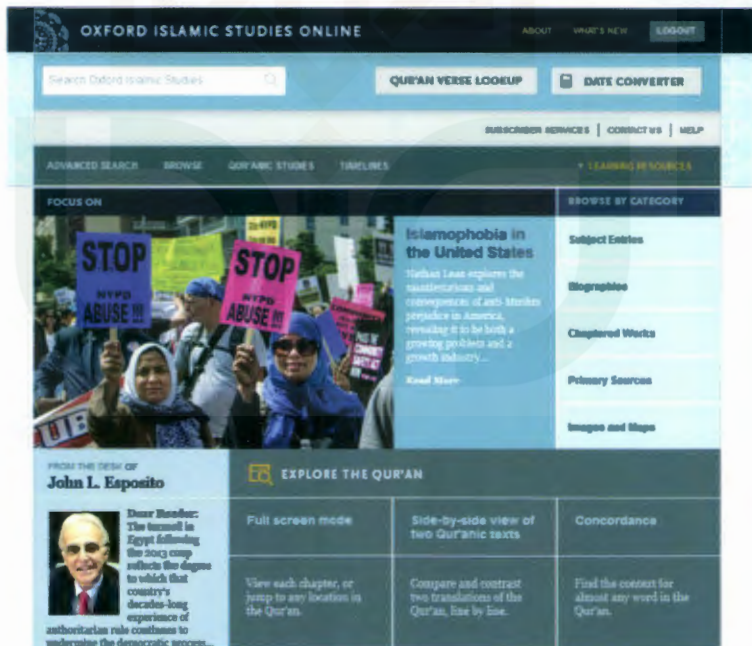 OXFORD ISLAMIC STUDIES ONLINE
ABOUT WHAT'S NEW LOGOUT
Search Oxford Islamic Studies
QUR'AN VERSE LOOKUP
DATE CONVERTER
SUBSCRIBER SERVICES | CONTACT US | HELP
ADVANCED SEARCH BROWSE QUR'ANIC STUDIES TIMELINES
LEARNING RESOURCES
FOCUS ON
STOP
NYPD
ABUSE !!!
STOP
NYPD
ABUSE !!!
Islamophobia in
the United States
Nathan Lean explores the
manifestations and
consequences of anti-Muslim
prejudice in America,
revealing it to be both a
growing problem and a
growth industry...
Read More
BROWSE BY CATEGORY
Subject Entries
Biographies
Chaptered Works
Primary Sources
Images and Maps
FROM THE DESK OF
John L. Esposito
Dear Reader:
The turmoil in
Egypt following
the 2013 coup
reflects the degree
to which that
country's
decades-long
experience of
authoritarian rule continues to
undermine the democratic process...
EXPLORE THE QUR'AN
Full screen mode
View each chapter, or
jump to any location in
the Qur'an.
Side-by-side view of
two Qur'anic texts
Compare and contrast
two translations of the
Qur'an, line by line.
Concordance
Find the context for
almost any word in the
Qur'an.